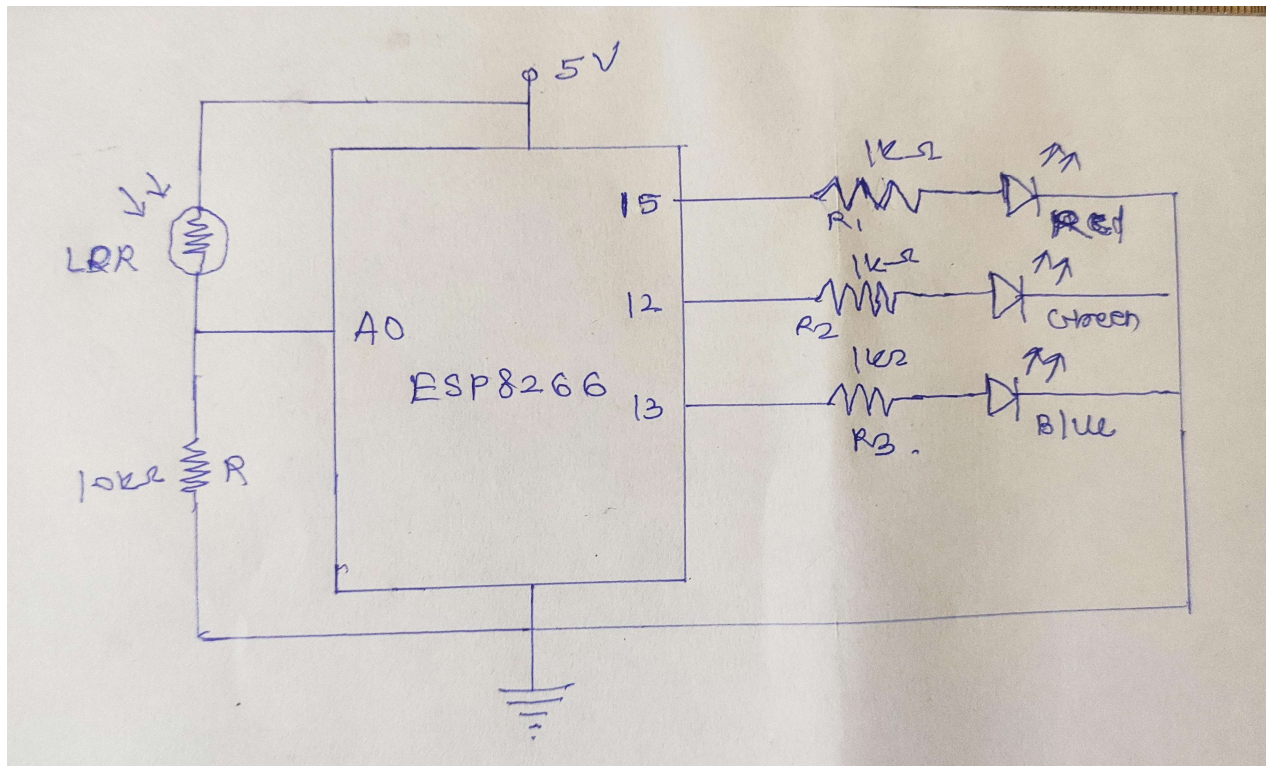 5V
1kΩ
15
R1
Red
LDR
1kΩ
12
R2
Green
A0
1kΩ
ESP8266
13
Blue
R3.
10kΩ
R